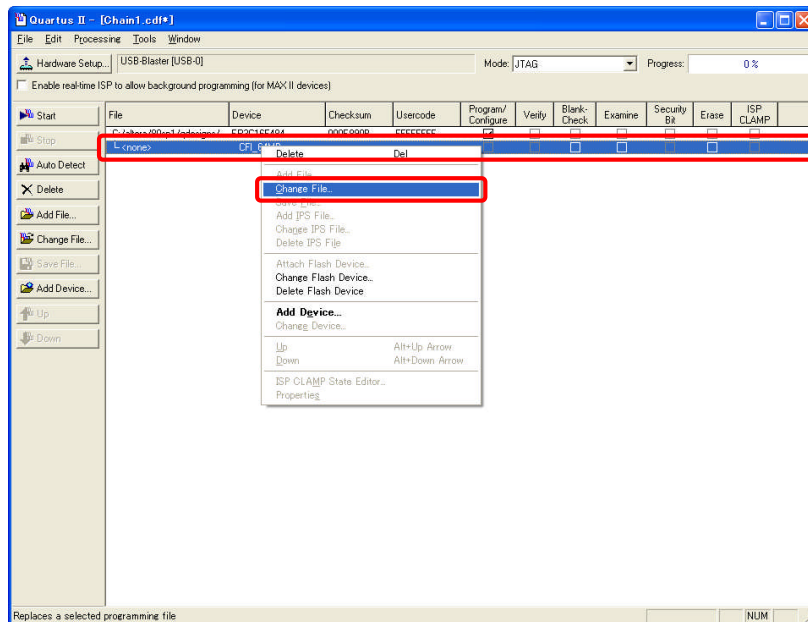 Quartus II - [Chain1.cdf*]
File Edit Processing Tools Window
Hardware Setup... USB-Blaster [USB-0] Mode: JTAG Progress: 0 %
Enable real-time ISP to allow background programming (for MAX II devices)
Start
Stop
Auto Detect
Delete
Add File...
Change File...
Save File...
Add Device...
Up
Down
File Device Checksum Usercode Program/ Configure Verify Blank- Check Examine Security Bit Erase ISP CLAMP
FFFFFFFF
<none>
Delete Del
Add File...
Change File...
Save File...
Add IPS File...
Change IPS File...
Delete IPS File
Attach Flash Device...
Change Flash Device...
Delete Flash Device
Add Device...
Change Device...
Up Alt+Up Arrow
Down Alt+Down Arrow
ISP CLAMP State Editor...
Properties
Replaces a selected programming file NUM